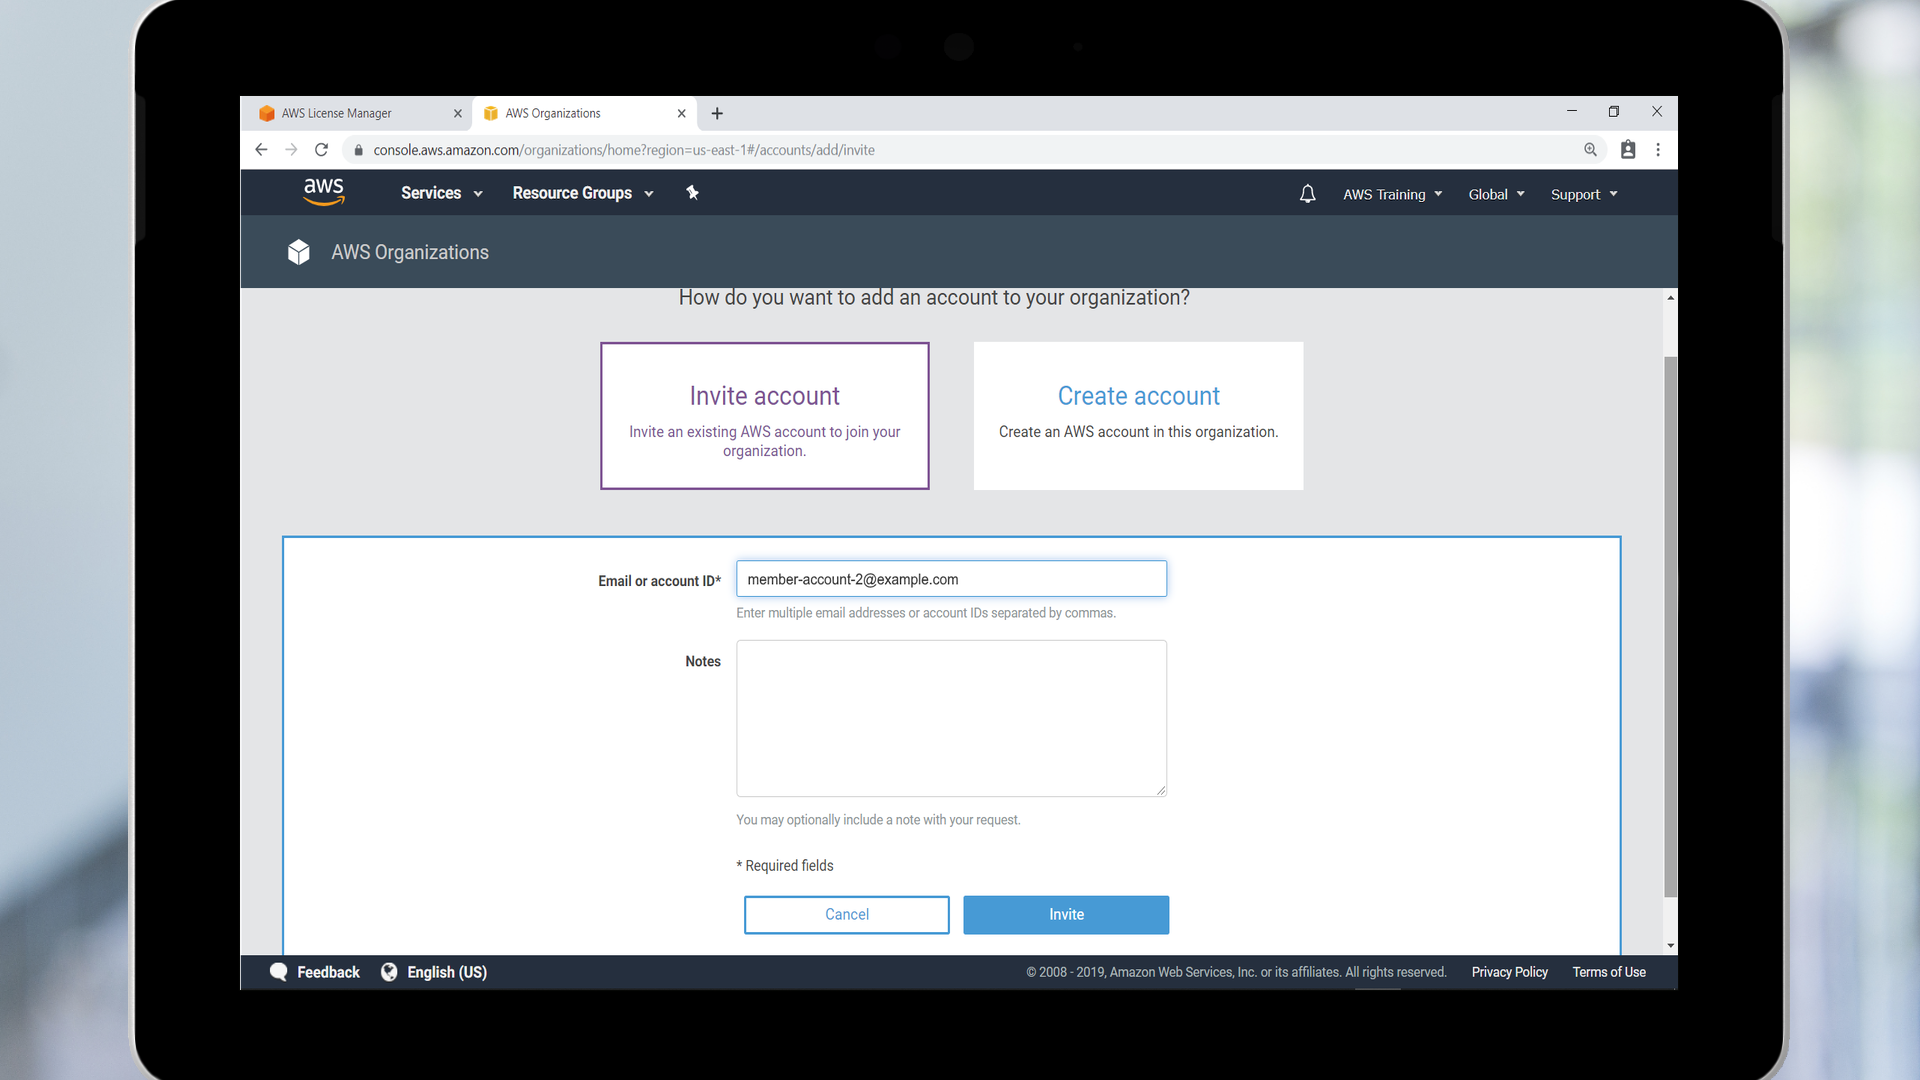 AWS License Manager
AWS Organizations
console.aws.amazon.com/organizations/home?region=us-east-1#/accounts/add/invite
aws
Services
Resource Groups
AWS Training
Global
Support
AWS Organizations
How do you want to add an account to your organization?
Invite account
Invite an existing AWS account to join your
organization.
Create account
Create an AWS account in this organization.
Email or account ID*
member-account-2@example.com
Enter multiple email addresses or account IDs separated by commas.
Notes
You may optionally include a note with your request.
* Required fields
Cancel
Invite
Feedback
English (US)
© 2008 - 2019, Amazon Web Services, Inc. or its affiliates. All rights reserved.
Privacy Policy
Terms of Use